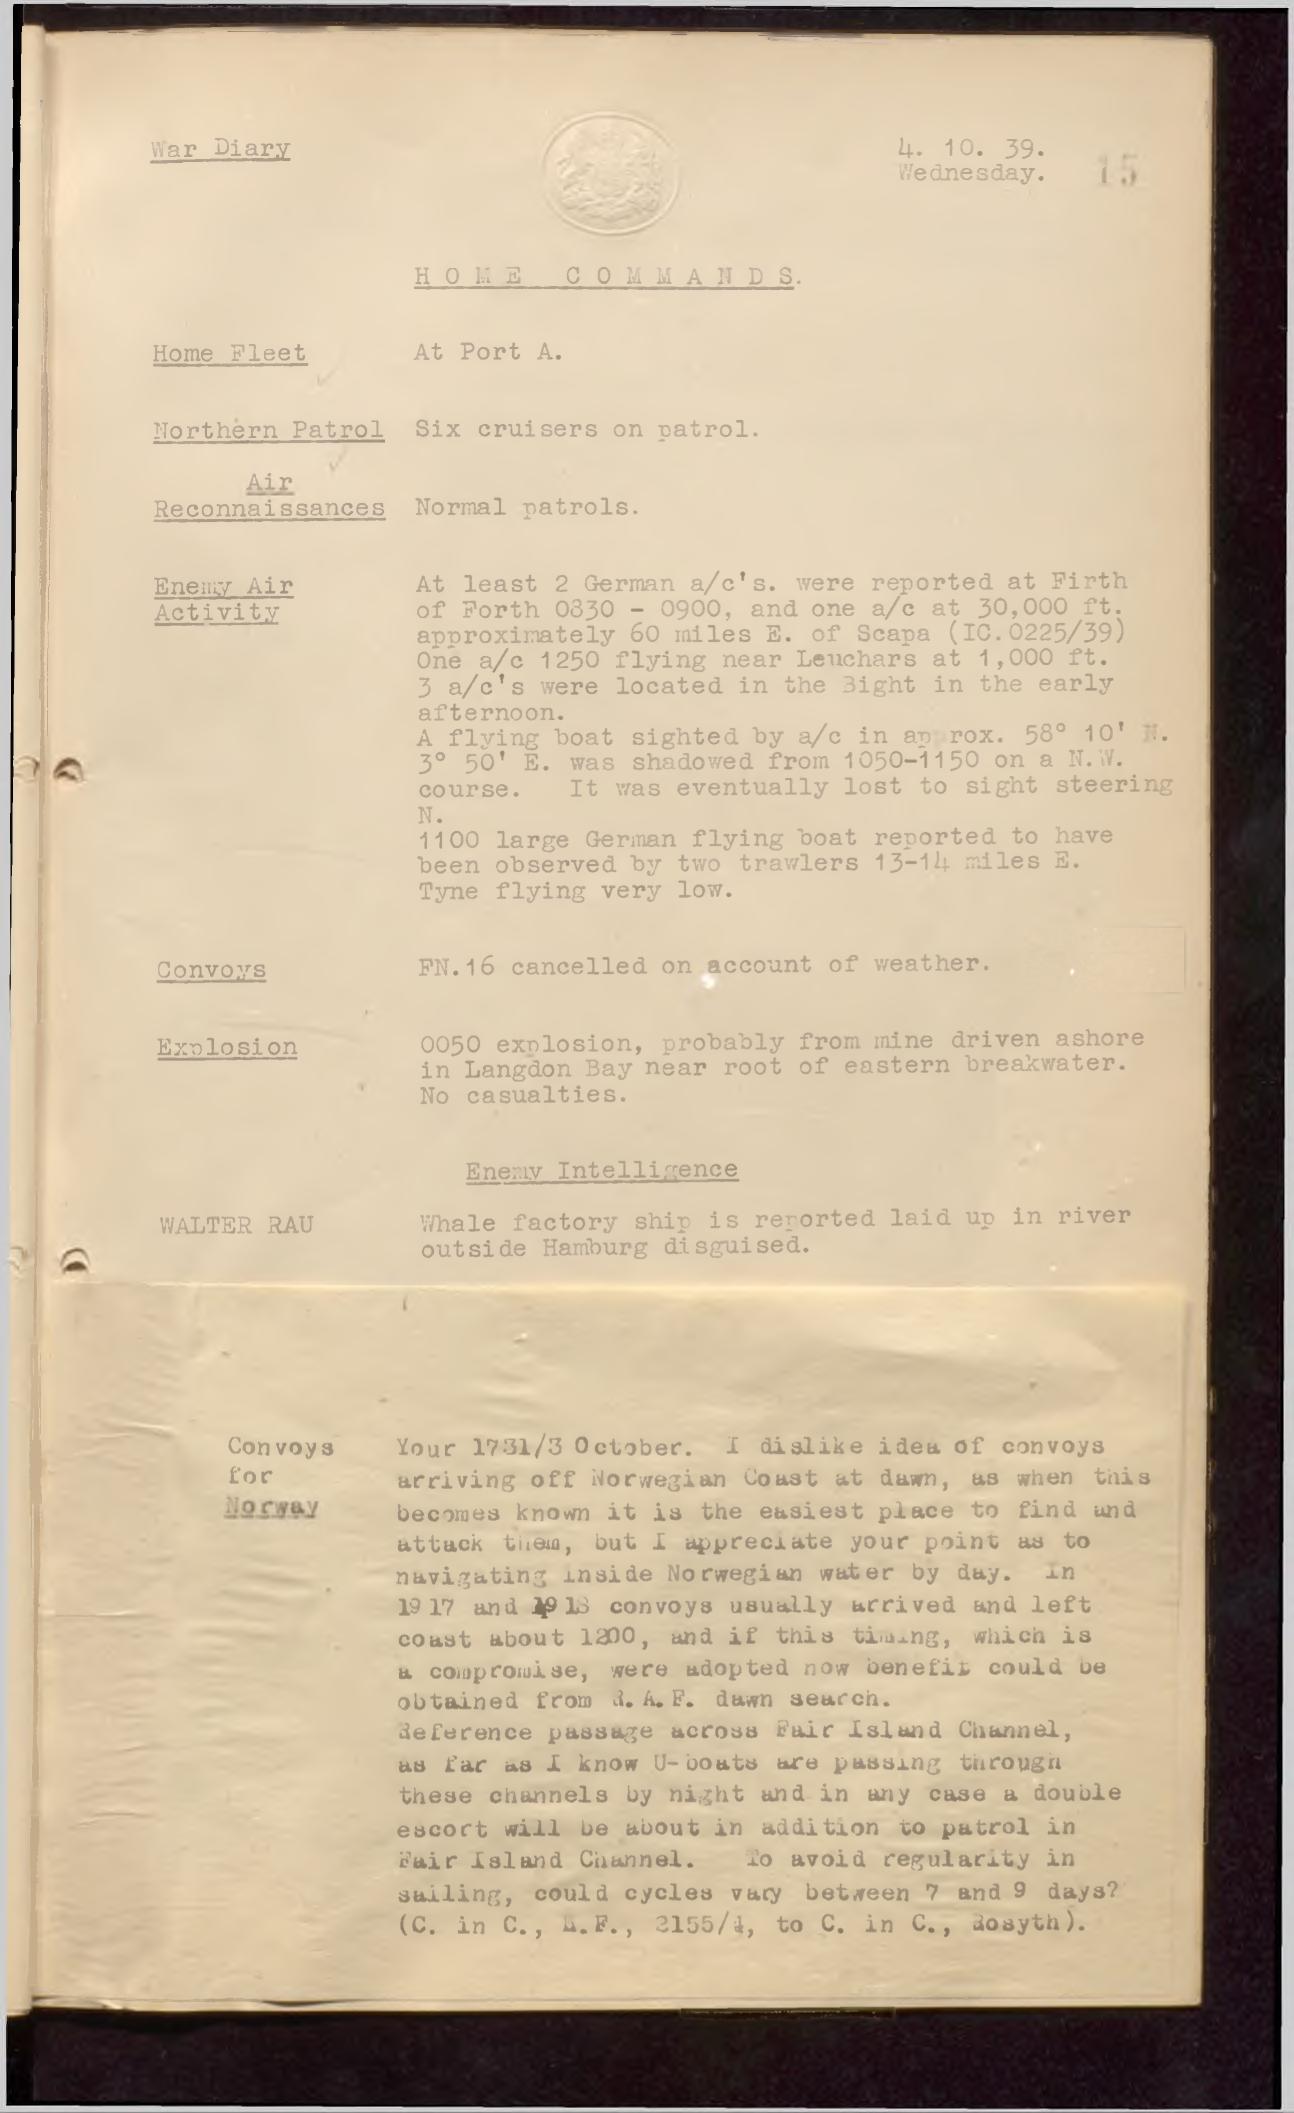 War Diary
4. 10. 39.
Wednesday.
15
HOME COMMANDS.
Home Fleet At Port A.
Northern Patrol Six cruisers on patrol.
Air
Reconnaissances Normal patrols.
Enemy Air At least 2 German a/c's. were reported at Firth
Activity of Forth 0830 - 0900, and one a/c at 30,000 ft.
approximately 60 miles E. of Scapa (IC.0225/39)
One a/c 1250 flying near Leuchars at 1,000 ft.
3 a/c's were located in the Bight in the early
afternoon.
A flying boat sighted by a/c in approx. 58° 10' N.
3° 50' E. was shadowed from 1050-1150 on a N.W.
course. It was eventually lost to sight steering
N.
1100 large German flying boat reported to have
been observed by two trawlers 13-14 miles E.
Tyne flying very low.
Convoys FN.16 cancelled on account of weather.
Explosion 0050 explosion, probably from mine driven ashore
in Langdon Bay near root of eastern breakwater.
No casualties.
Enemy Intelligence
WALTER RAU Whale factory ship is reported laid up in river
outside Hamburg disguised.
Convoys Your 1731/3 October. I dislike idea of convoys
for arriving off Norwegian Coast at dawn, as when this
Norway becomes known it is the easiest place to find and
attack them, but I appreciate your point as to
navigating inside Norwegian water by day. In
1917 and 1918 convoys usually arrived and left
coast about 1200, and if this timing, which is
a compromise, were adopted now benefit could be
obtained from R.A.F. dawn search.
Reference passage across Fair Island Channel,
as far as I know U-boats are passing through
these channels by night and in any case a double
escort will be about in addition to patrol in
Fair Island Channel. To avoid regularity in
sailing, could cycles vary between 7 and 9 days?
(C. in C., H.F., 2155/4, to C. in C., Rosyth).